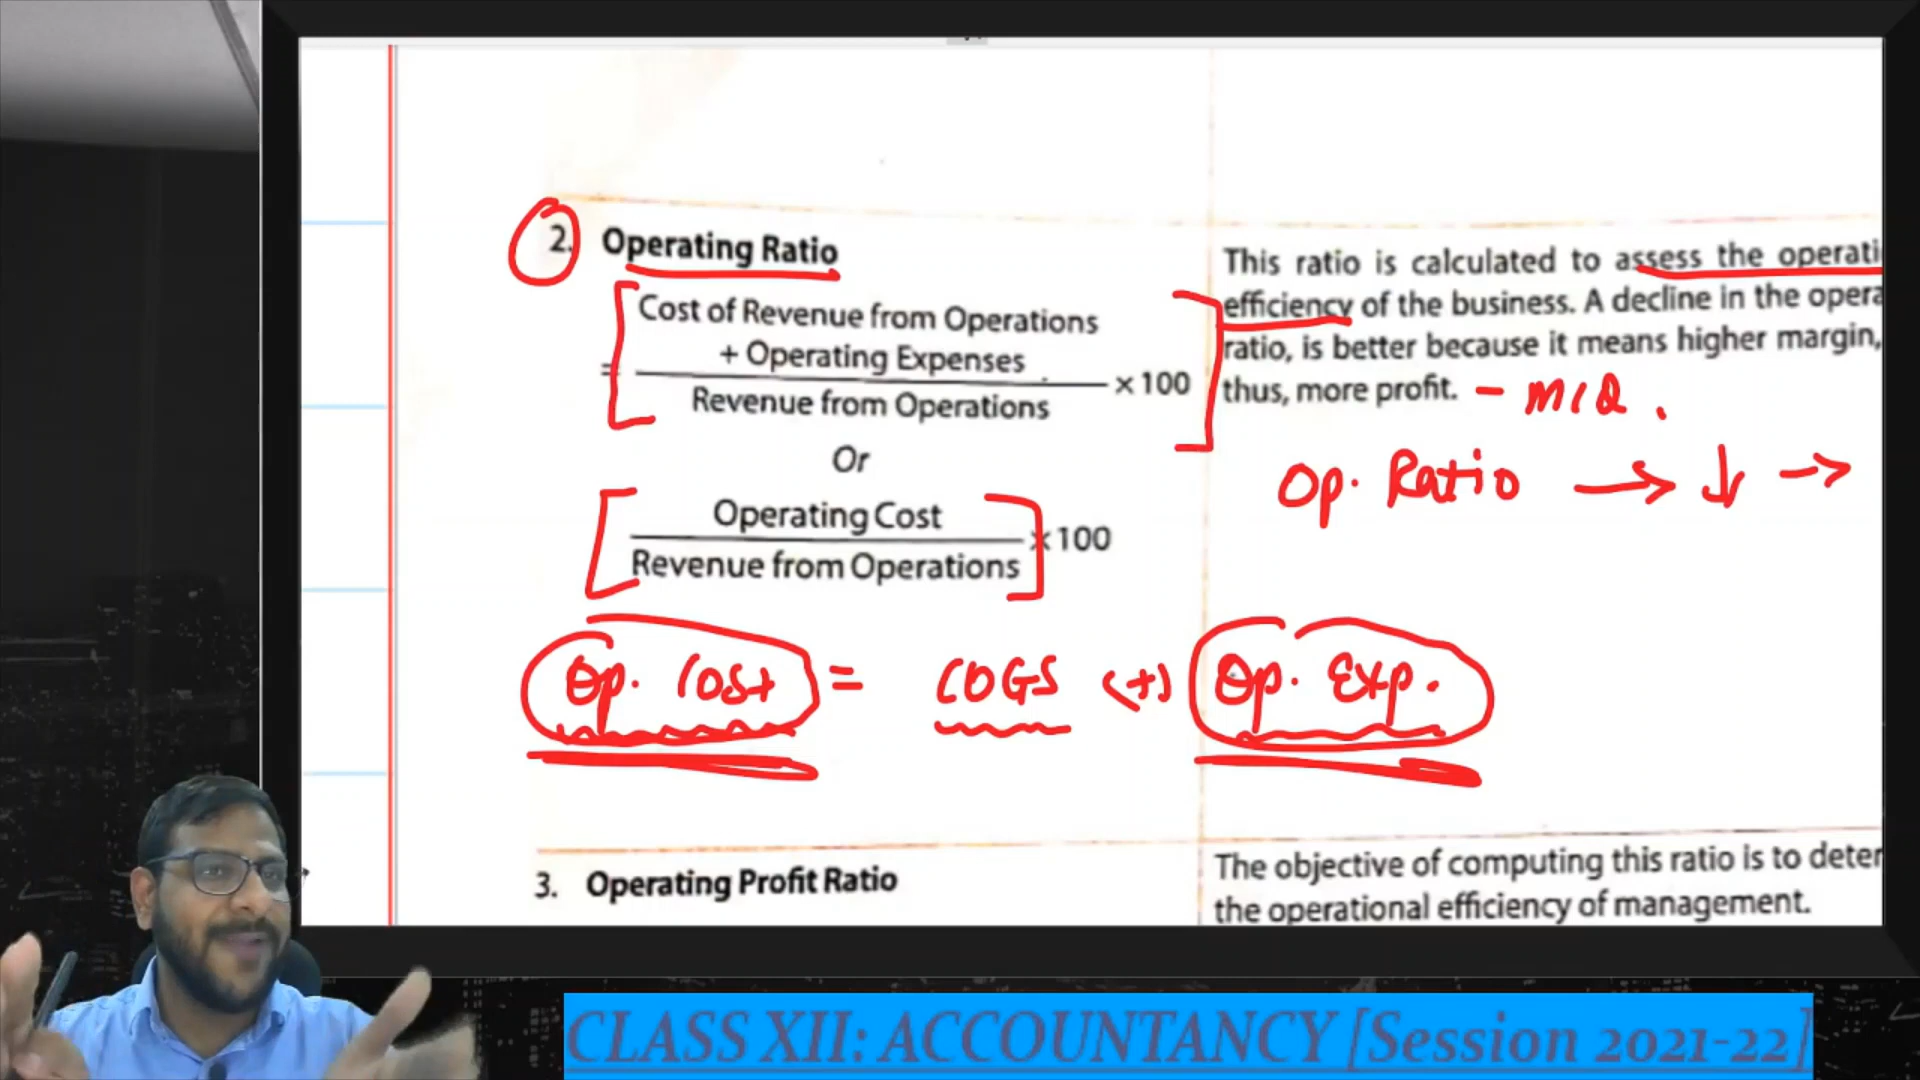 2. Operating Ratio
= Cost of Revenue from Operations
+ Operating Expenses
× 100
Revenue from Operations
Or
Operating Cost
× 100
Revenue from Operations
This ratio is calculated to assess the operati
efficiency of the business. A decline in the opera
ratio, is better because it means higher margin,
thus, more profit. - MCQ.
Op. Ratio → ↓ →
Op. Cost = COGS (+) Op. Exp.
3. Operating Profit Ratio
The objective of computing this ratio is to deter
the operational efficiency of management.
CLASS XII: ACCOUNTANCY [Session 2021-22]